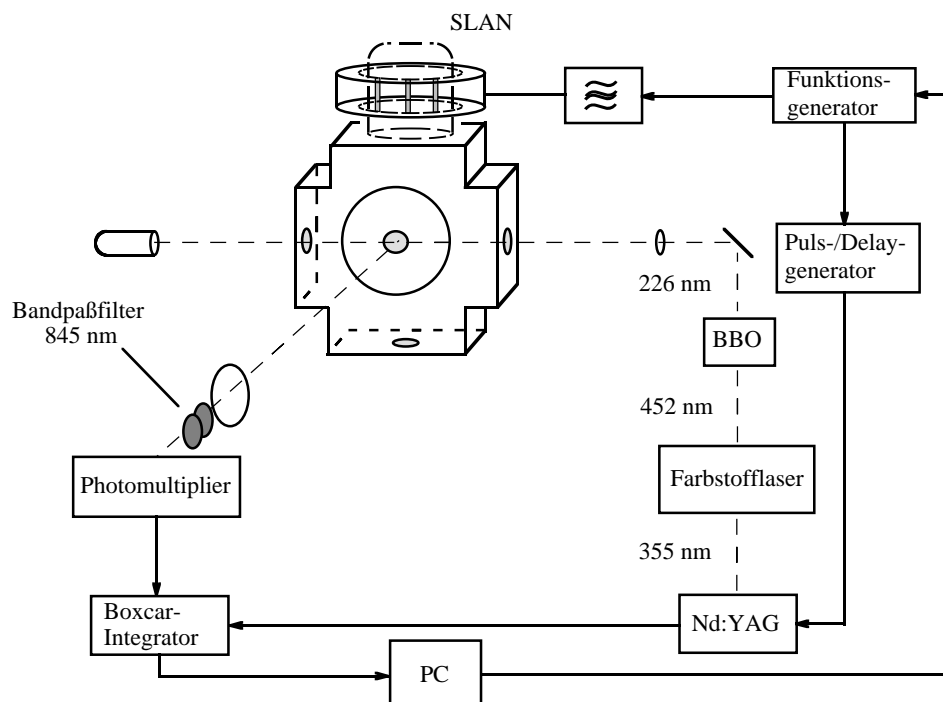 SLAN
Funktions-
generator
Puls-/Delay-
generator
226 nm
Bandpaßfilter
845 nm
BBO
452 nm
Photomultiplier
Farbstofflaser
355 nm
Boxcar-
Integrator
Nd:YAG
PC